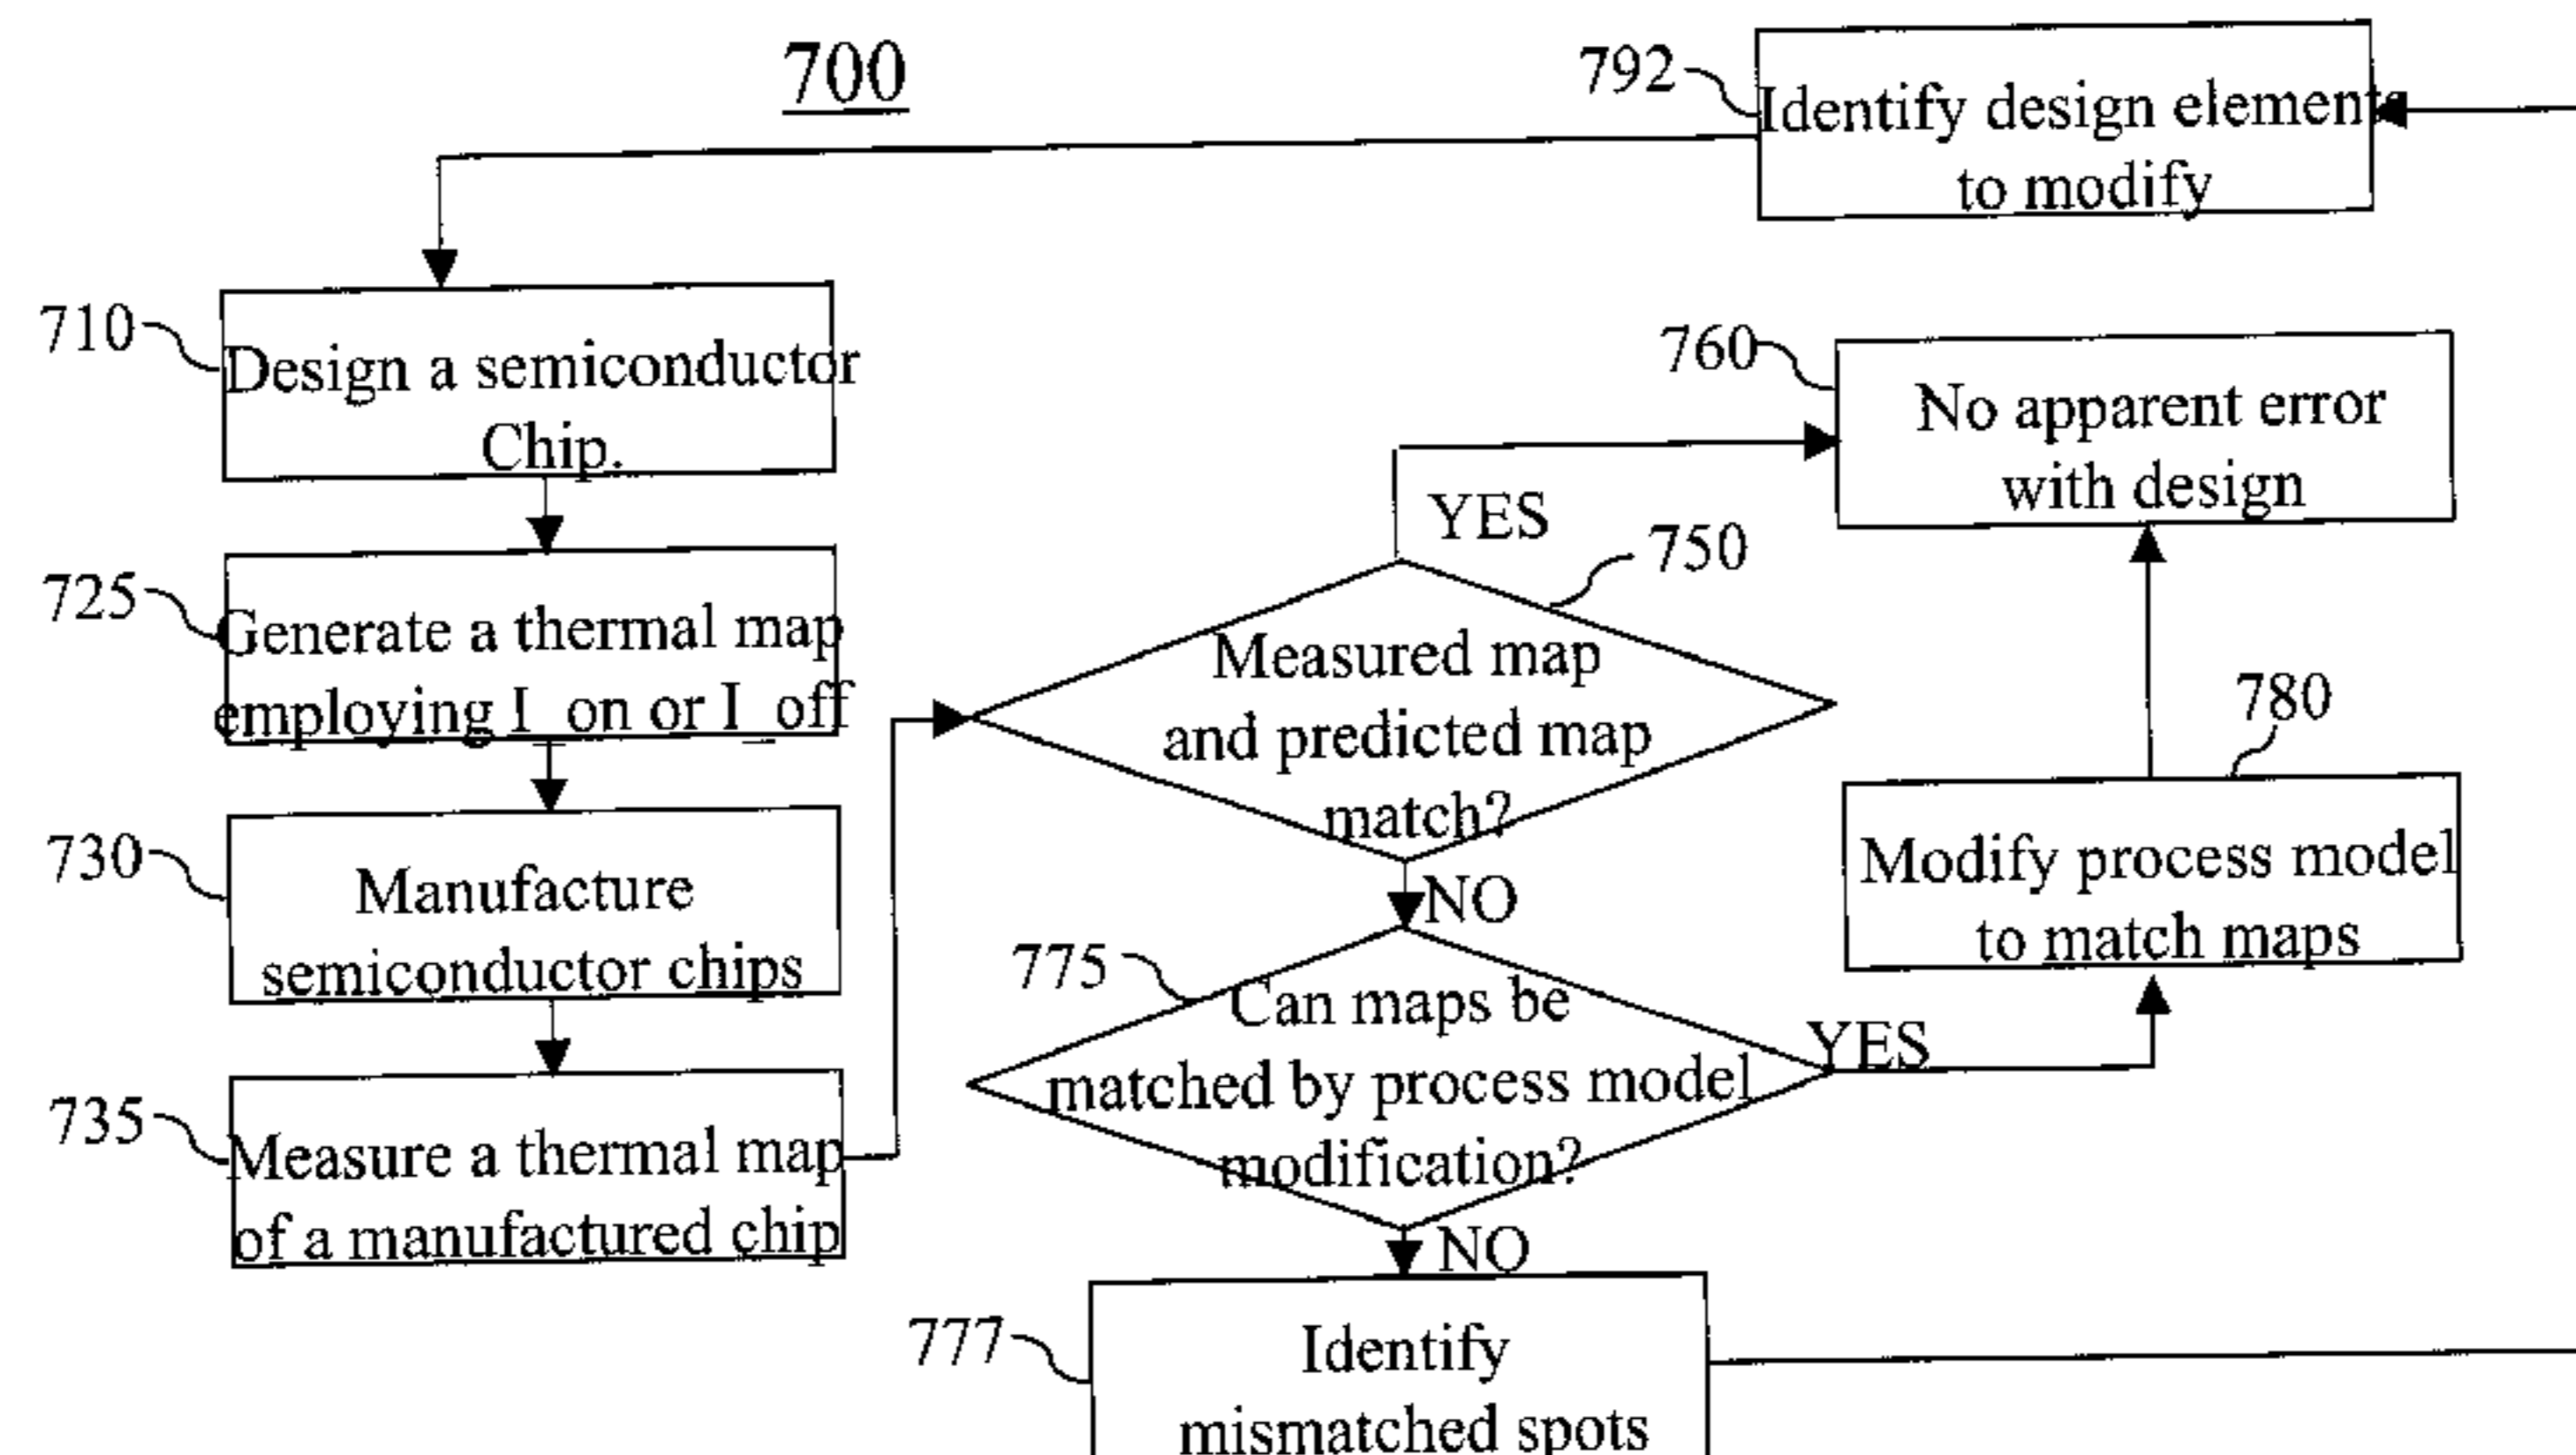 700
792
Identify design elements
to modify
710
Design a semiconductor
Chip.
725
Generate a thermal map
employing I_on or I_off
730
Manufacture
semiconductor chips
735
Measure a thermal map
of a manufactured chip
760
No apparent error
with design
YES
750
Measured map
and predicted map
match?
NO
780
Modify process model
to match maps
775
Can maps be
matched by process model
modification?
YES
NO
777
Identify
mismatched spots